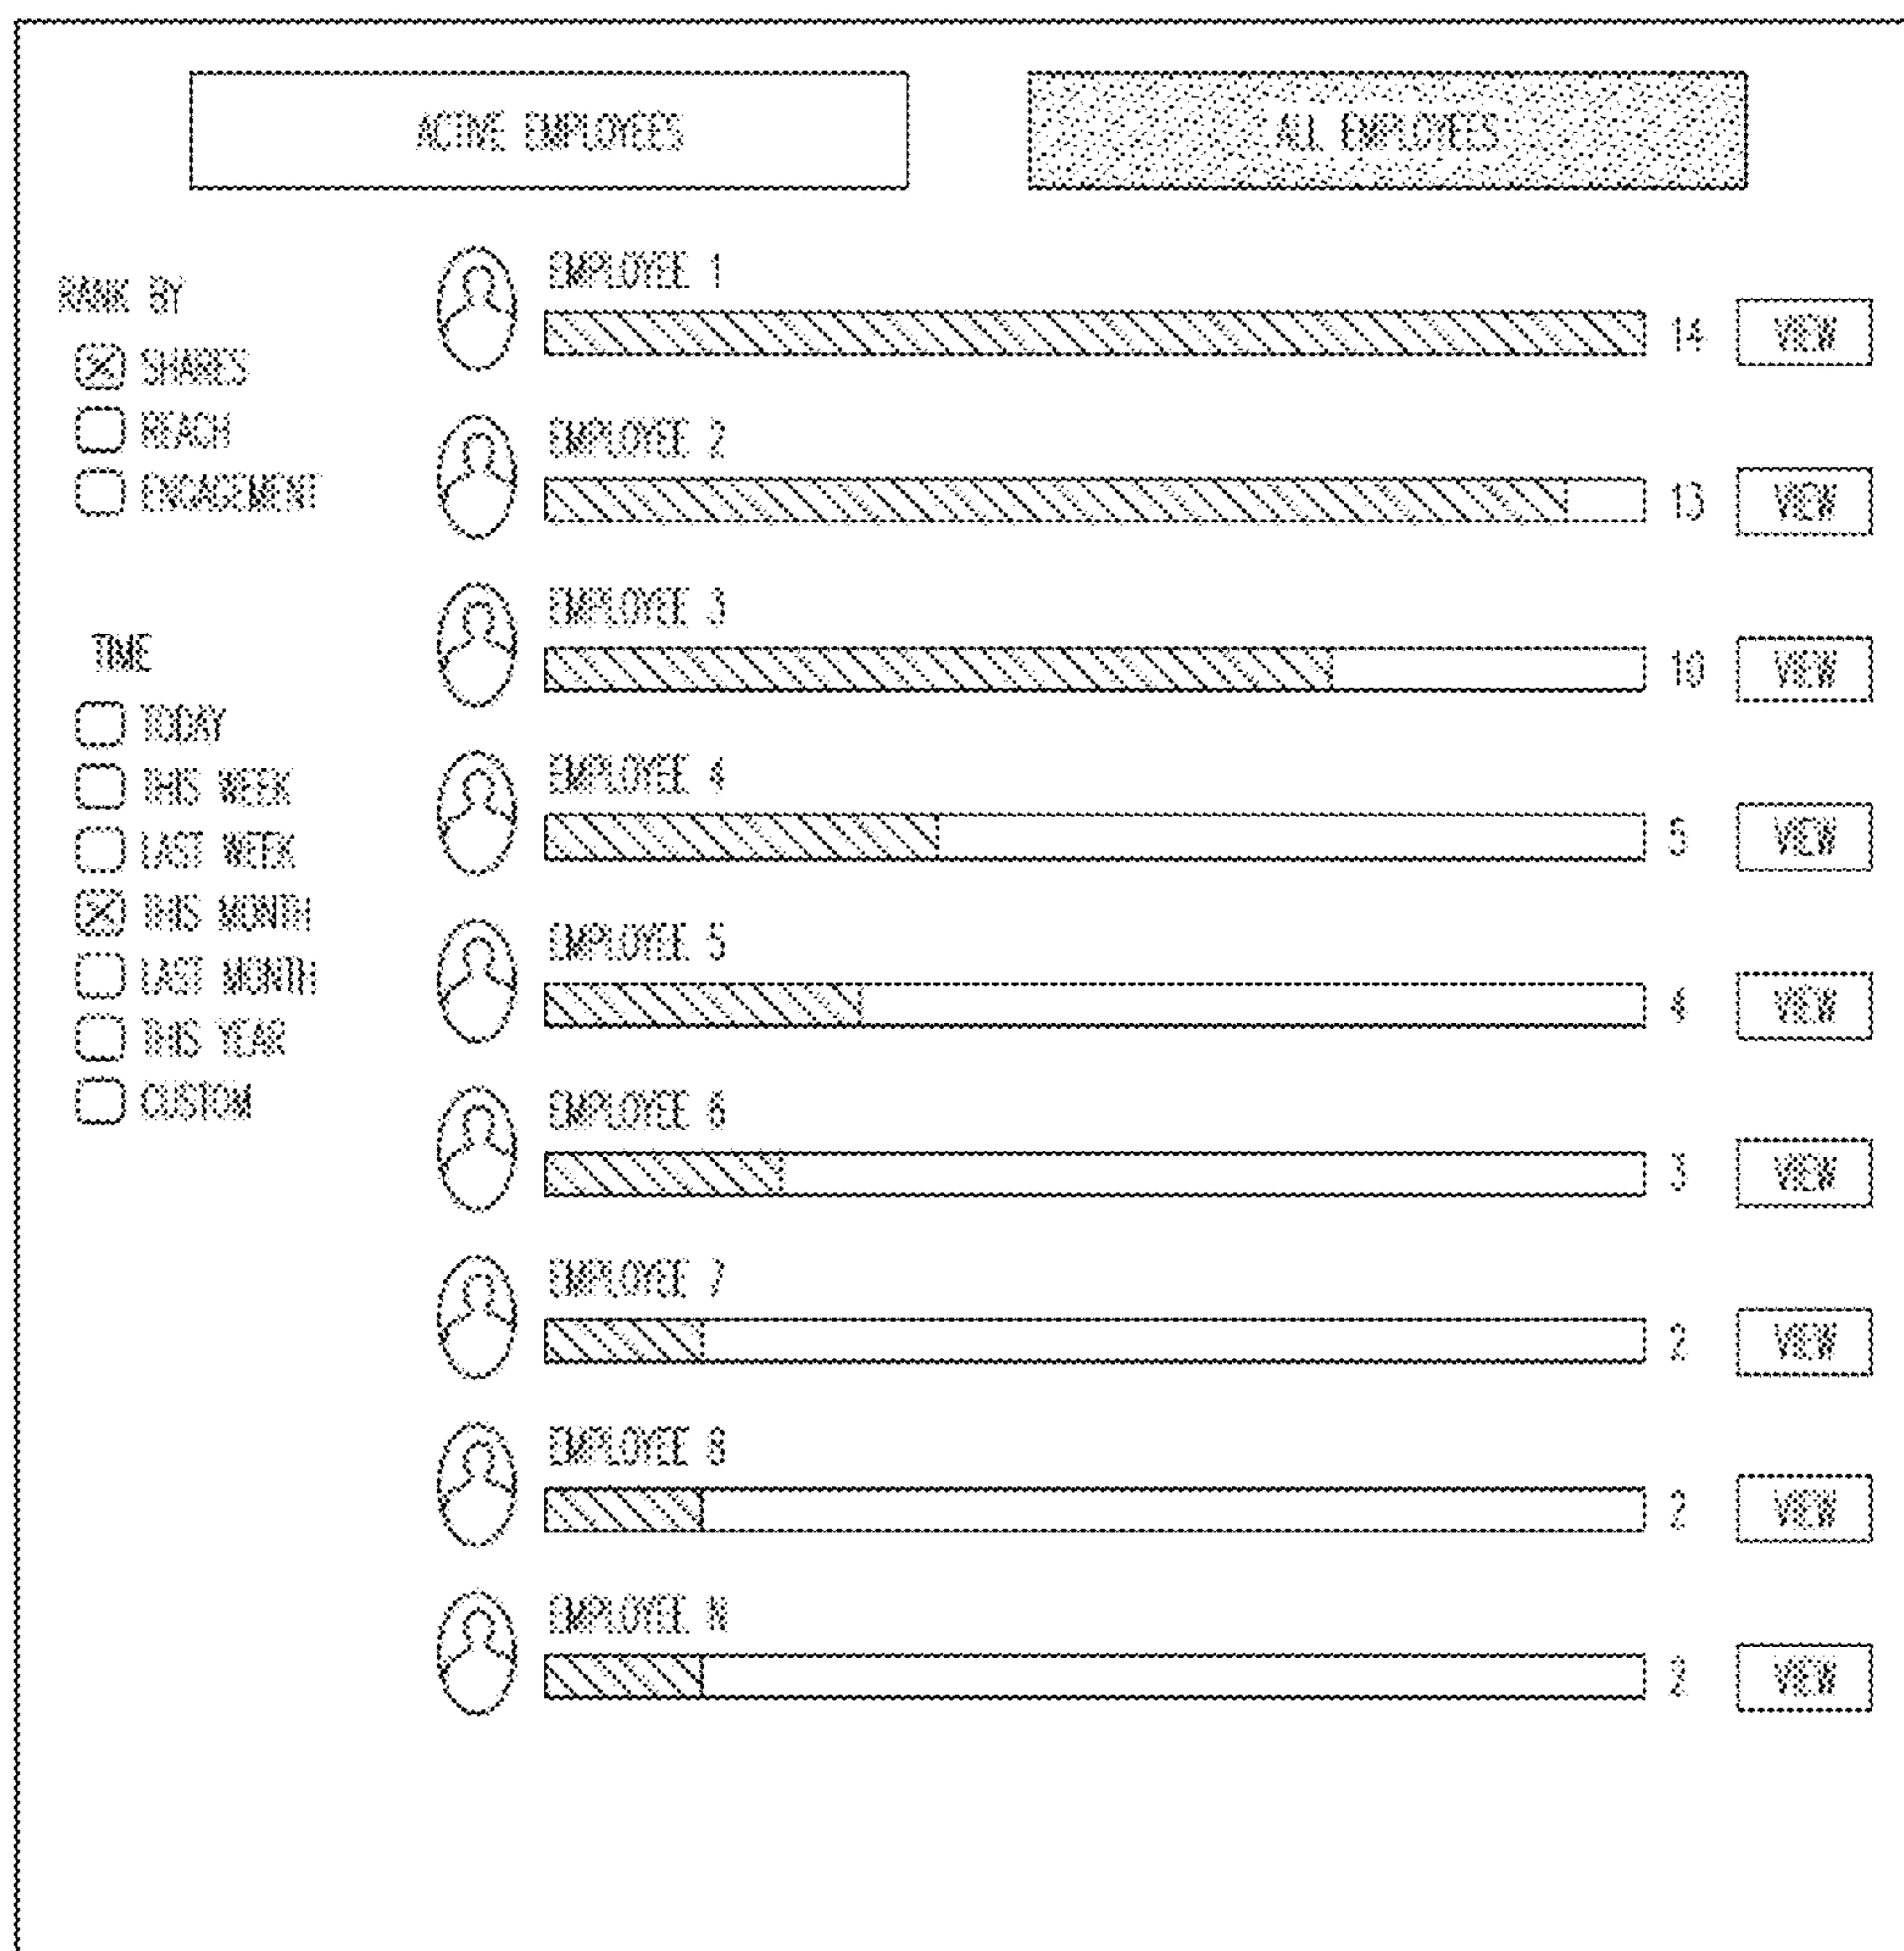 ACTIVE EMPLOYEES
ALL EMPLOYEES
RANK BY
SHARES
REACH
ENGAGEMENT
TIME
TODAY
THIS WEEK
LAST WEEK
THIS MONTH
LAST MONTH
THIS YEAR
CUSTOM
EMPLOYEE 1
14 VIEW
EMPLOYEE 2
13 VIEW
EMPLOYEE 3
10 VIEW
EMPLOYEE 4
5 VIEW
EMPLOYEE 5
4 VIEW
EMPLOYEE 6
3 VIEW
EMPLOYEE 7
2 VIEW
EMPLOYEE 8
2 VIEW
EMPLOYEE N
2 VIEW